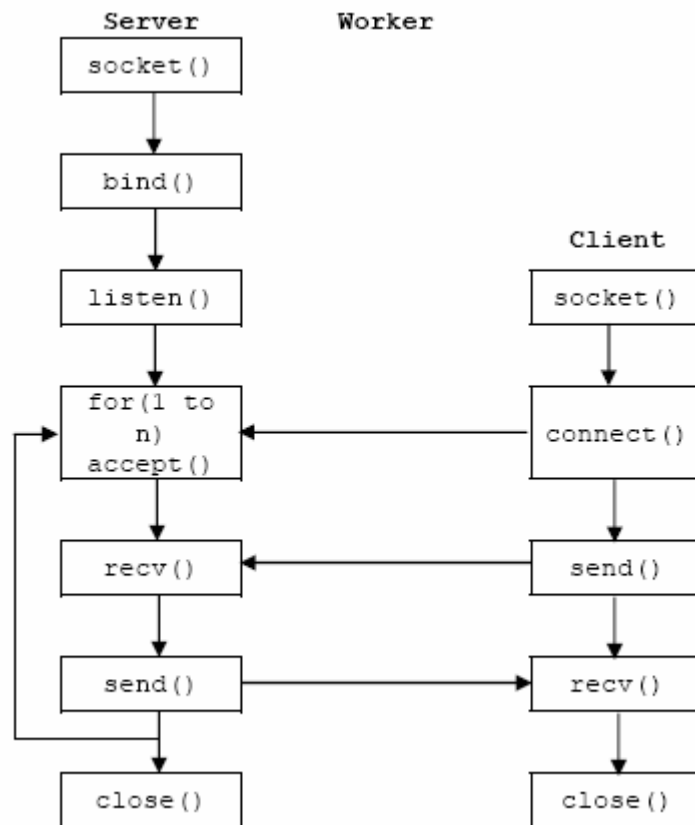 Server
Worker
socket()
bind()
Client
listen()
socket()
for(1 to
n)
accept()
connect()
recv()
send()
send()
recv()
close()
close()